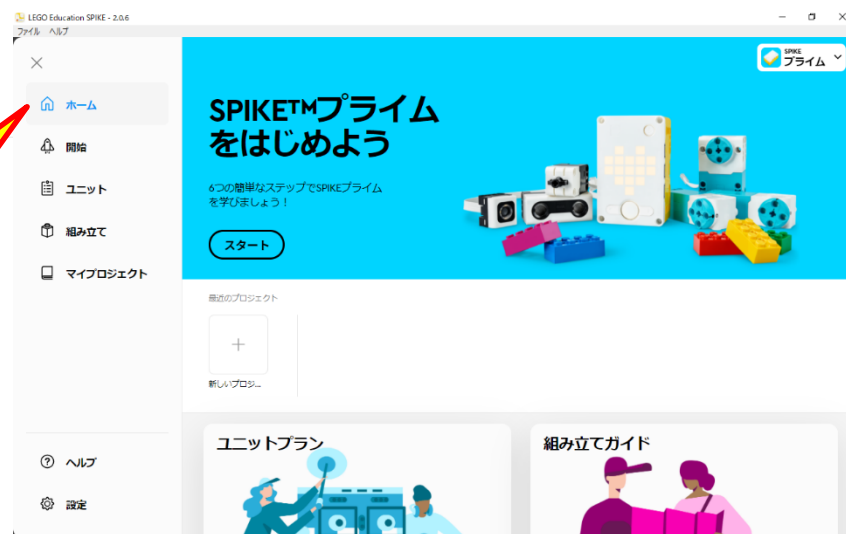 LEGO Education SPIKE - 2.0.6
ファイル ヘルプ
ホーム
開始
ユニット
組み立て
マイプロジェクト
ヘルプ
設定
SPIKE
プライム
SPIKE™プライム
をはじめよう
6つの簡単なステップでSPIKEプライム
を学びましょう！
スタート
最近のプロジェクト
新しいプロジ...
ユニットプラン
組み立てガイド